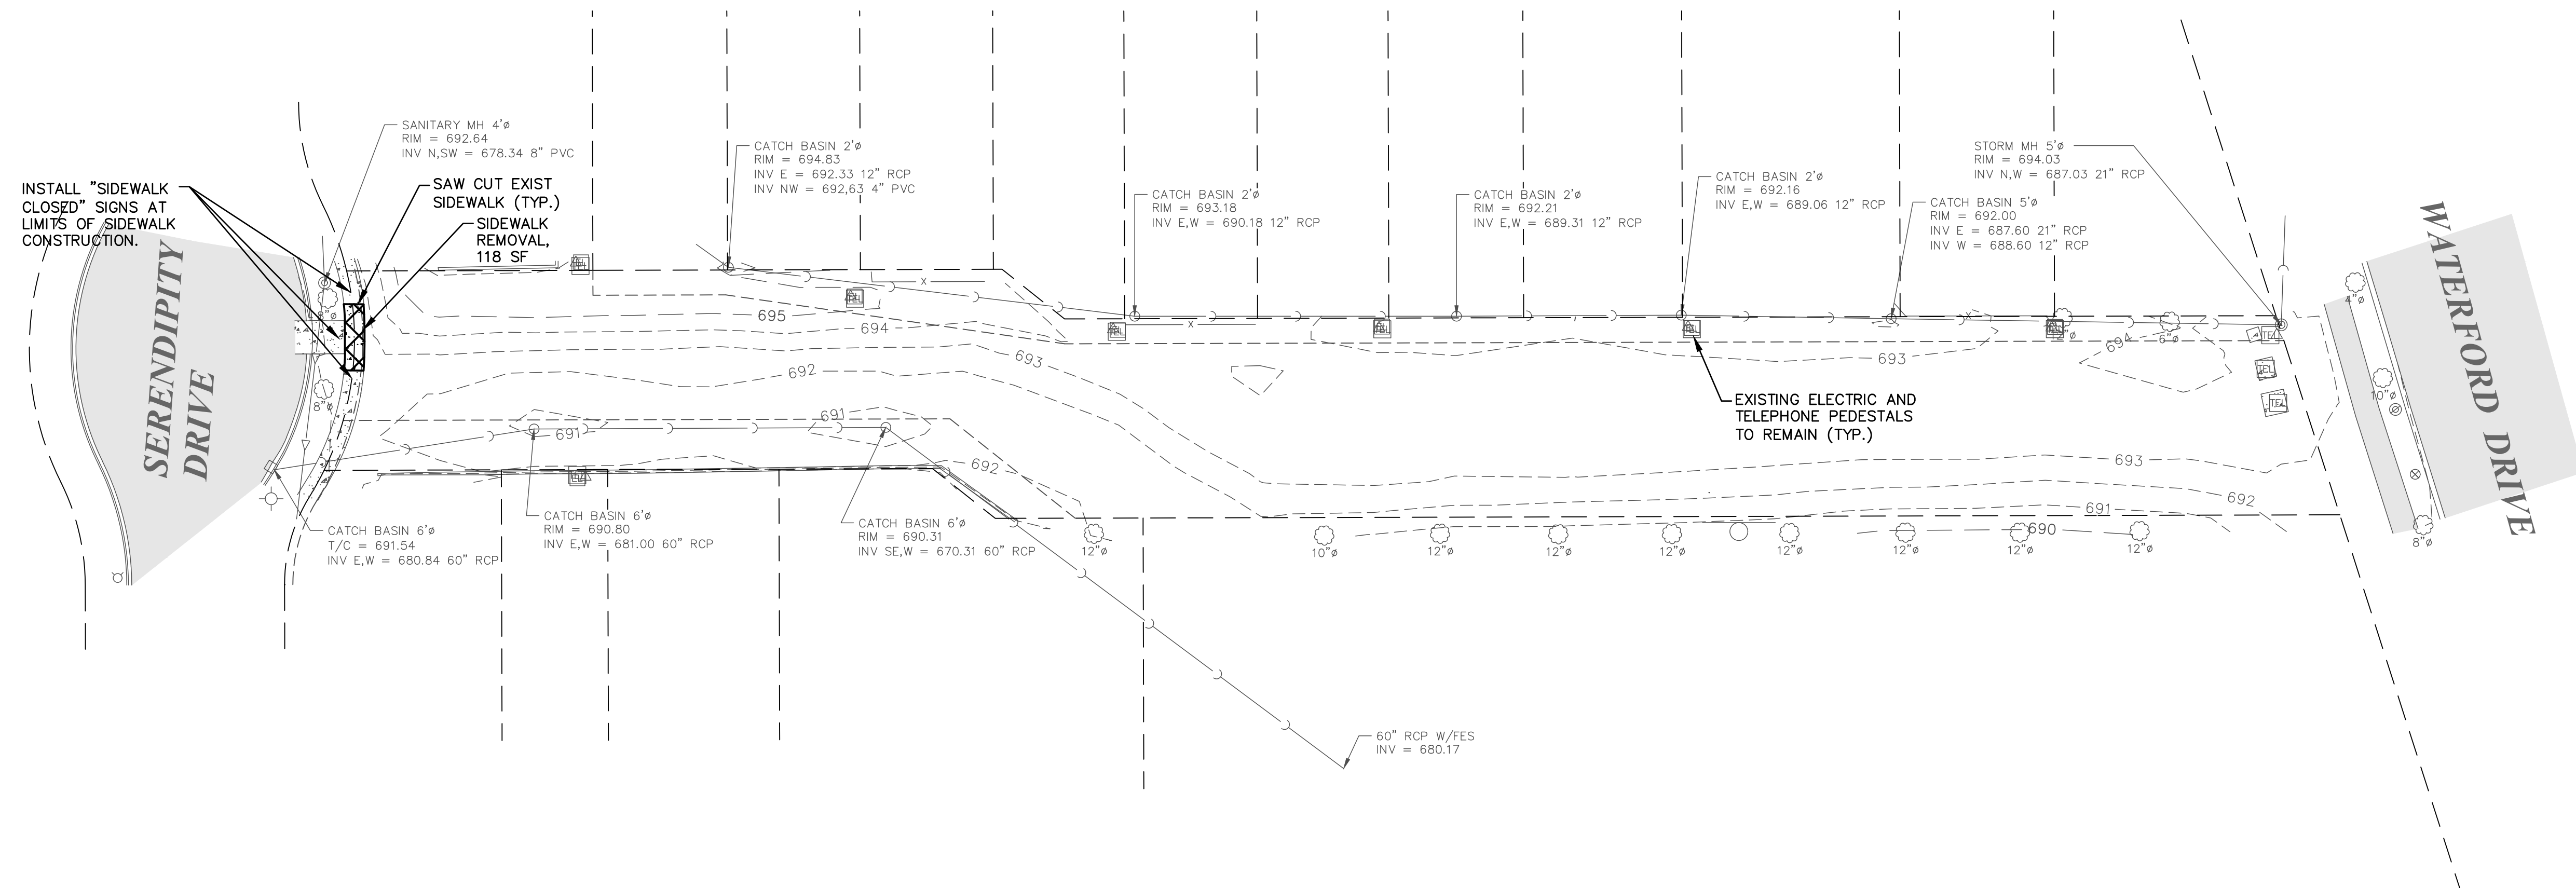 SANITARY MH 4'ø
RIM = 692.64
INV N,SW = 678.34 8" PVC
INSTALL "SIDEWALK
CLOSED" SIGNS AT
LIMITS OF SIDEWALK
CONSTRUCTION.
SAW CUT EXIST
SIDEWALK (TYP.)
SIDEWALK
REMOVAL,
118 SF
CATCH BASIN 2'ø
RIM = 694.83
INV E = 692.33 12" RCP
INV NW = 692,63 4" PVC
CATCH BASIN 2'ø
RIM = 693.18
INV E,W = 690.18 12" RCP
CATCH BASIN 2'ø
RIM = 692.21
INV E,W = 689.31 12" RCP
CATCH BASIN 2'ø
RIM = 692.16
INV E,W = 689.06 12" RCP
CATCH BASIN 5'ø
RIM = 692.00
INV E = 687.60 21" RCP
INV W = 688.60 12" RCP
STORM MH 5'ø
RIM = 694.03
INV N,W = 687.03 21" RCP
SERENDIPITY
DRIVE
WATERFORD DRIVE
8"ø
8"ø
695
694
693
692
691
691
692
X
X
X
693
694
6"ø
TEL
TEL
TEL
4"ø
10"ø
8"ø
EXISTING ELECTRIC AND
TELEPHONE PEDESTALS
TO REMAIN (TYP.)
693
692
691
690
CATCH BASIN 6'ø
T/C = 691.54
INV E,W = 680.84 60" RCP
CATCH BASIN 6'ø
RIM = 690.80
INV E,W = 681.00 60" RCP
CATCH BASIN 6'ø
RIM = 690.31
INV SE,W = 670.31 60" RCP
12"ø
10"ø
12"ø
12"ø
12"ø
12"ø
12"ø
12"ø
12"ø
60" RCP W/FES
INV = 680.17